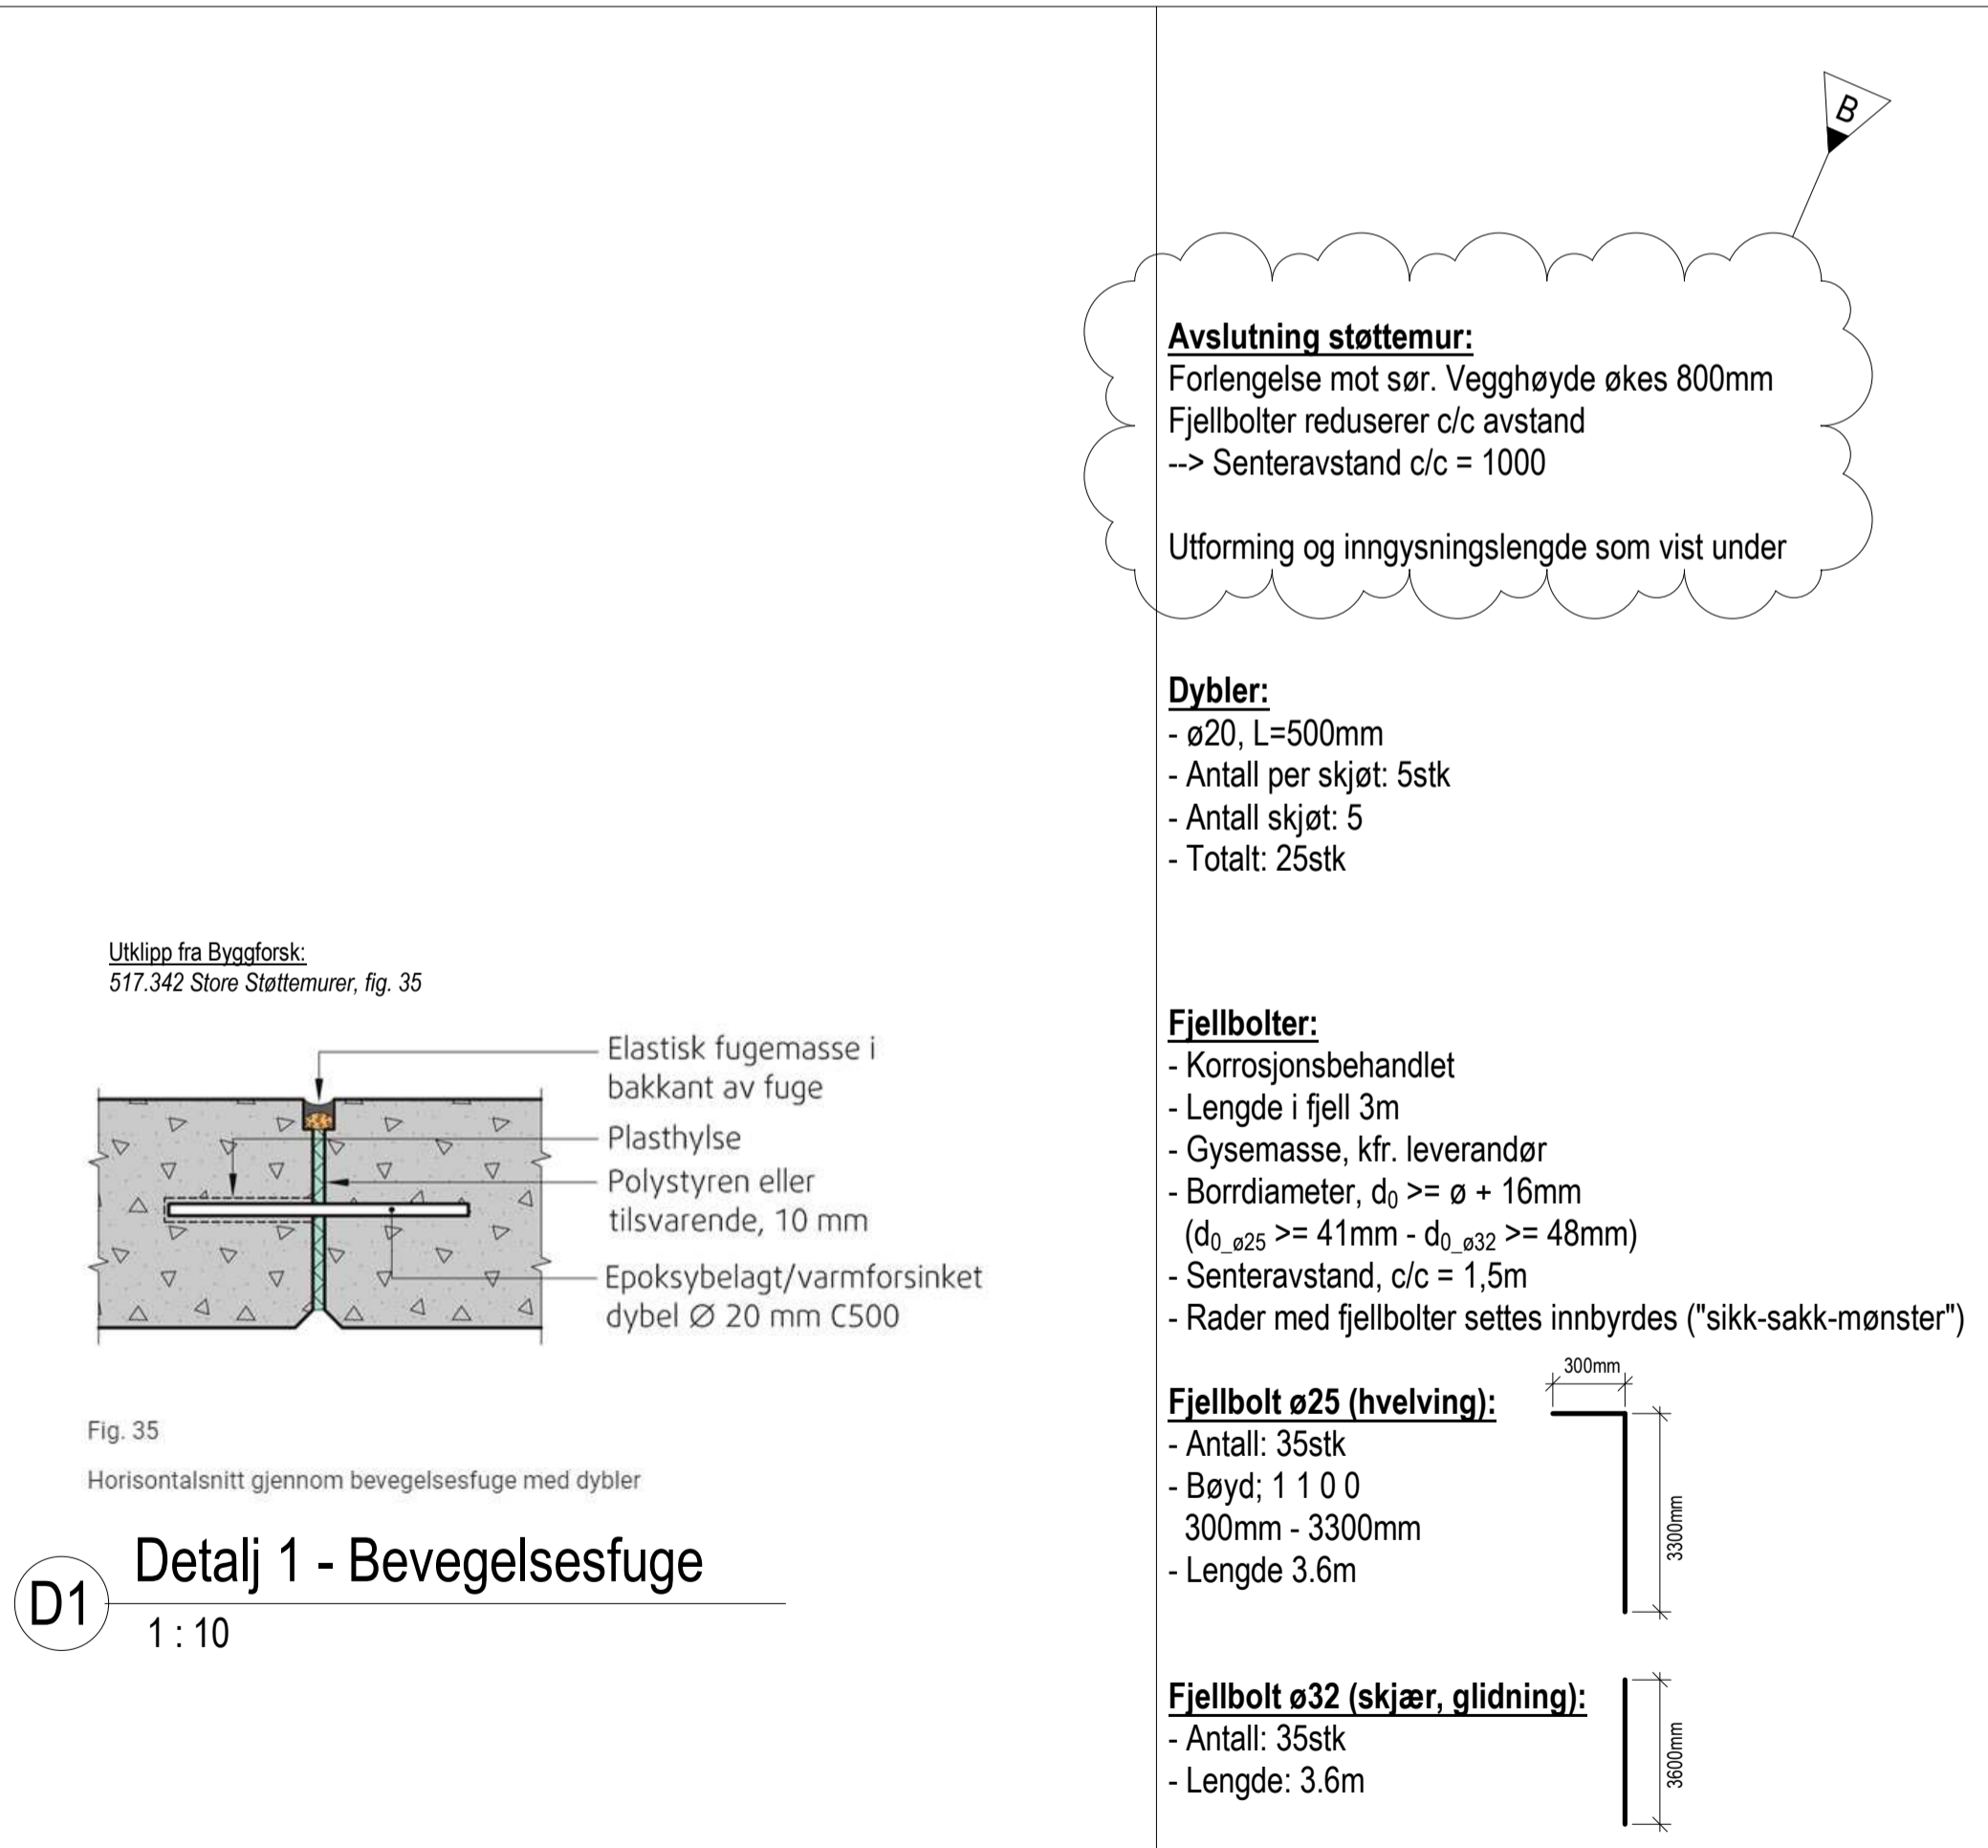 B
Avslutning støttemur:
Forlengelse mot sør. Vegghøyde økes 800mm
Fjellbolter reduserer c/c avstand
--> Senteravstand c/c = 1000
Utforming og inngysningslengde som vist under
Dybler:
- ø20, L=500mm
- Antall per skjøt: 5stk
- Antall skjøt: 5
- Totalt: 25stk
Utklipp fra Byggforsk:
517.342 Store Støttemurer, fig. 35
Elastisk fugemasse i
bakkant av fuge
Plasthylse
Polystyren eller
tilsvarende, 10 mm
Epoksybelagt/varmforsinket
dybel Ø 20 mm C500
Fig. 35
Horisontalsnitt gjennom bevegelsesfuge med dybler
D1
Detalj 1 - Bevegelsesfuge
1 : 10
Fjellbolter:
- Korrosjonsbehandlet
- Lengde i fjell 3m
- Gysemasse, kfr. leverandør
- Borrdiameter, d0 >= ø + 16mm
(d0_ø25 >= 41mm - d0_ø32 >= 48mm)
- Senteravstand, c/c = 1,5m
- Rader med fjellbolter settes innbyrdes ("sikk-sakk-mønster")
300mm
Fjellbolt ø25 (hvelving):
- Antall: 35stk
- Bøyd; 1 1 0 0
300mm - 3300mm
- Lengde 3.6m
3300mm
Fjellbolt ø32 (skjær, glidning):
- Antall: 35stk
- Lengde: 3.6m
3600mm